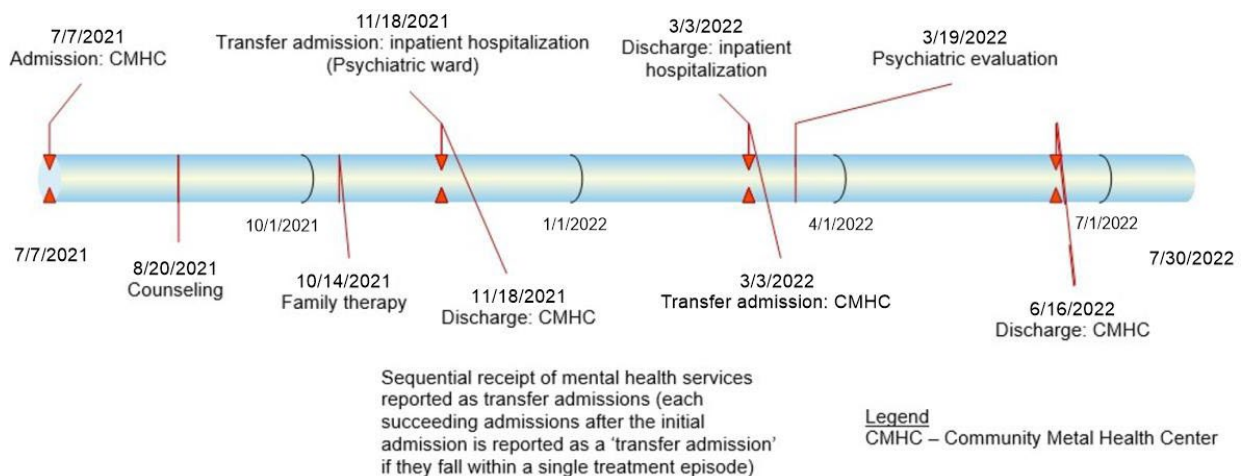 7/7/2021
Admission: CMHC
11/18/2021
Transfer admission: inpatient hospitalization
(Psychiatric ward)
3/3/2022
Discharge: inpatient
hospitalization
3/19/2022
Psychiatric evaluation
10/1/2021
1/1/2022
4/1/2022
7/1/2022
7/7/2021
7/30/2022
8/20/2021
Counseling
10/14/2021
Family therapy
11/18/2021
Discharge: CMHC
3/3/2022
Transfer admission: CMHC
6/16/2022
Discharge: CMHC
Sequential receipt of mental health services
reported as transfer admissions (each
succeeding admissions after the initial
admission is reported as a ‘transfer admission’
if they fall within a single treatment episode)
Legend
CMHC – Community Metal Health Center